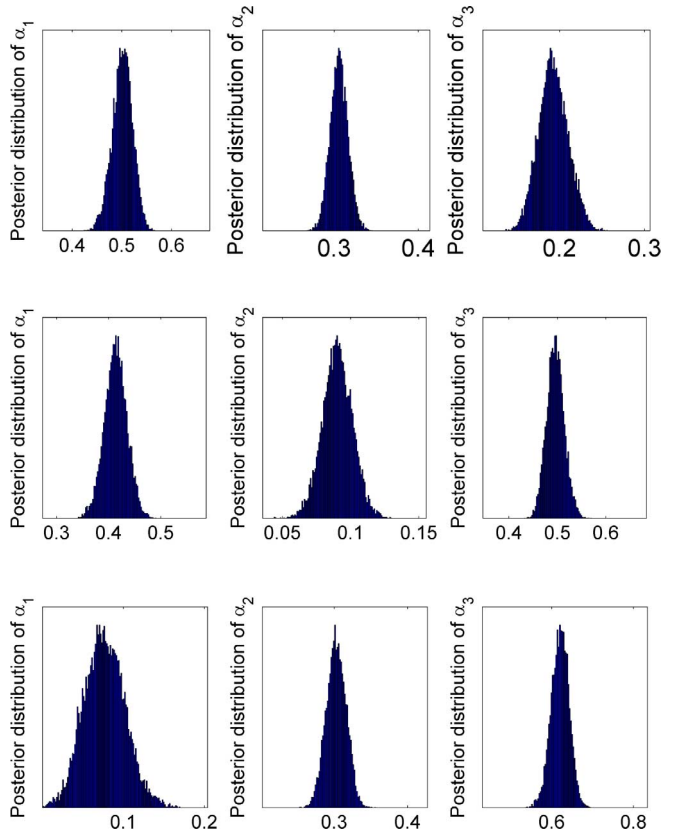 Posterior distribution of α₁
0.4 0.5 0.6
Posterior distribution of α₂
0.3 0.4
Posterior distribution of α₃
0.2 0.3
Posterior distribution of α₁
0.3 0.4 0.5
Posterior distribution of α₂
0.05 0.1 0.15
Posterior distribution of α₃
0.4 0.5 0.6
Posterior distribution of α₁
0.1 0.2
Posterior distribution of α₂
0.3 0.4
Posterior distribution of α₃
0.6 0.8